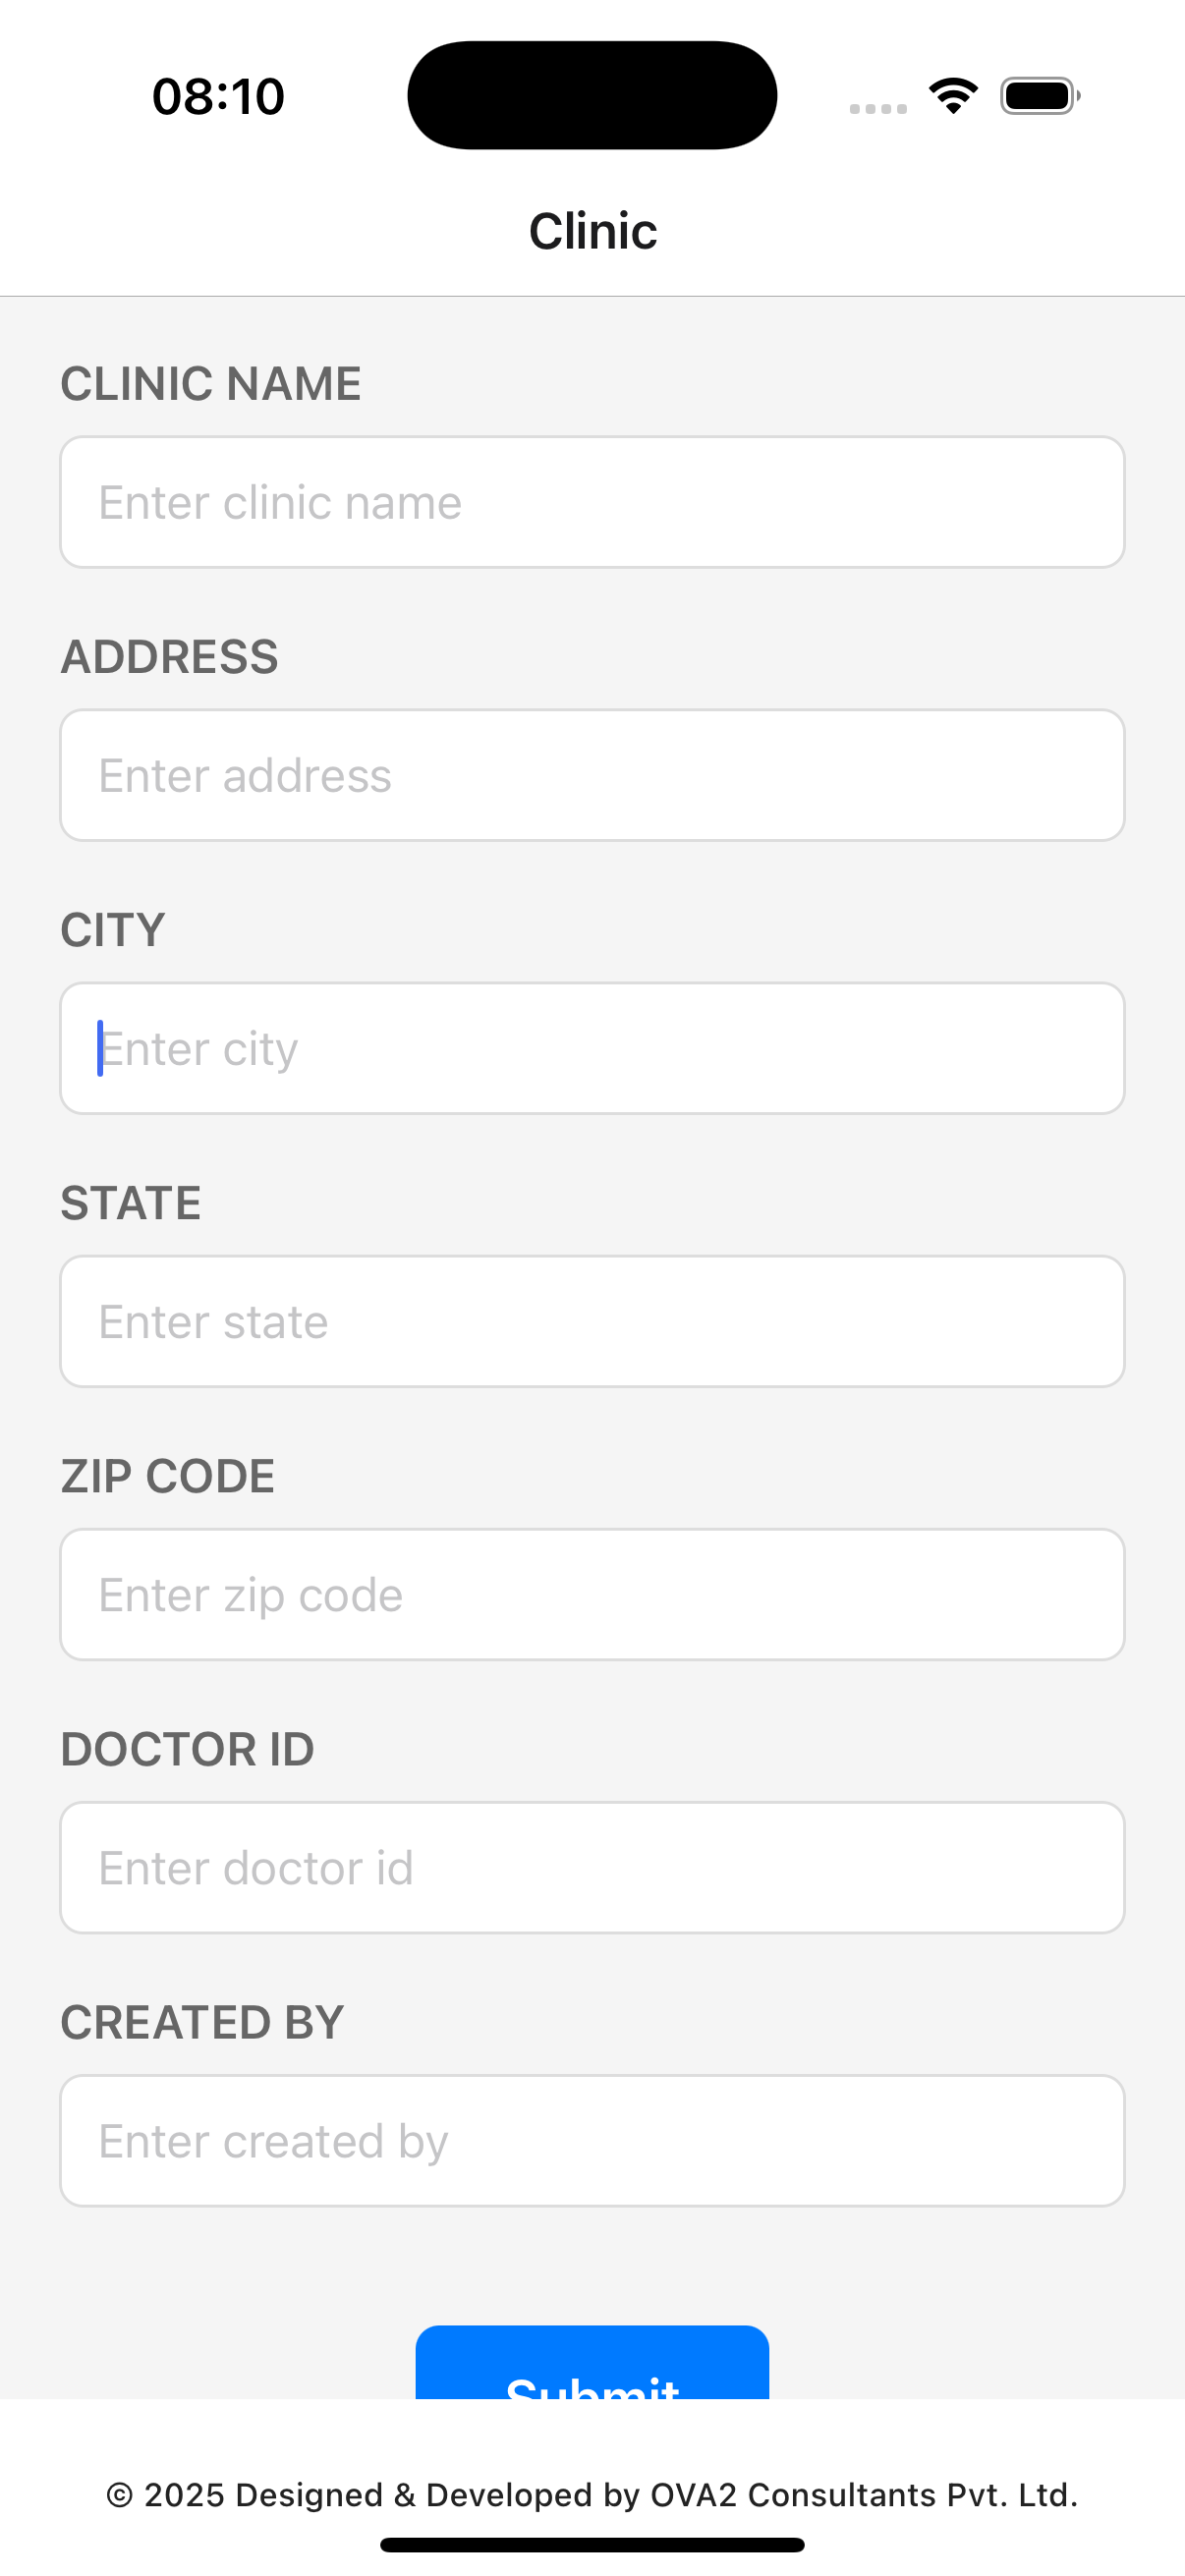 08:10
Clinic
CLINIC NAME
Enter clinic name
ADDRESS
Enter address
CITY
Enter city
STATE
Enter state
ZIP CODE
Enter zip code
DOCTOR ID
Enter doctor id
CREATED BY
Enter created by
Submit
© 2025 Designed & Developed by OVA2 Consultants Pvt. Ltd.